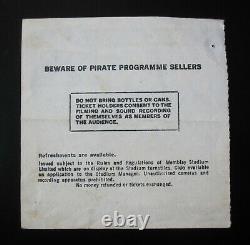 BEWARE OF PIRATE PROGRAMME SELLERS
DO NOT BRING BOTTLES OR CANS.
TICKET HOLDERS CONSENT TO THE
FILMING AND SOUND RECORDING
OF THEMSELVES AS MEMBERS OF
THE AUDIENCE.
Refreshments are available.
Issued subject to the Rules and Regulations of Wembley Stadium
Limited which are on display at the Stadium turnstiles. Copy available
on application to the Stadium Manager. Unauthorised cameras and
recording apparatus prohibited.
No money refunded or tickets exchanged.